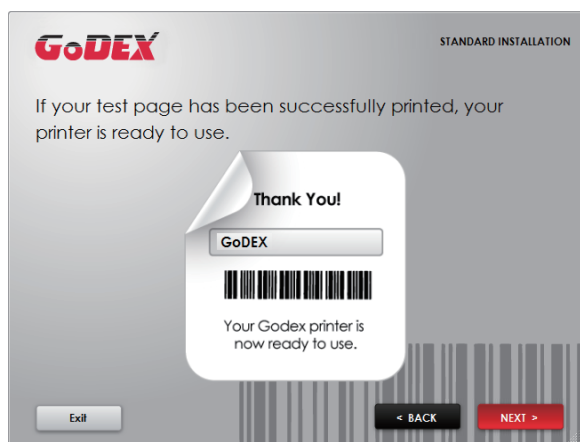 GoDEX
STANDARD INSTALLATION
If your test page has been successfully printed, your
printer is ready to use.
Thank You!
GoDEX
Your Godex printer is
now ready to use.
Exit
< BACK
NEXT >